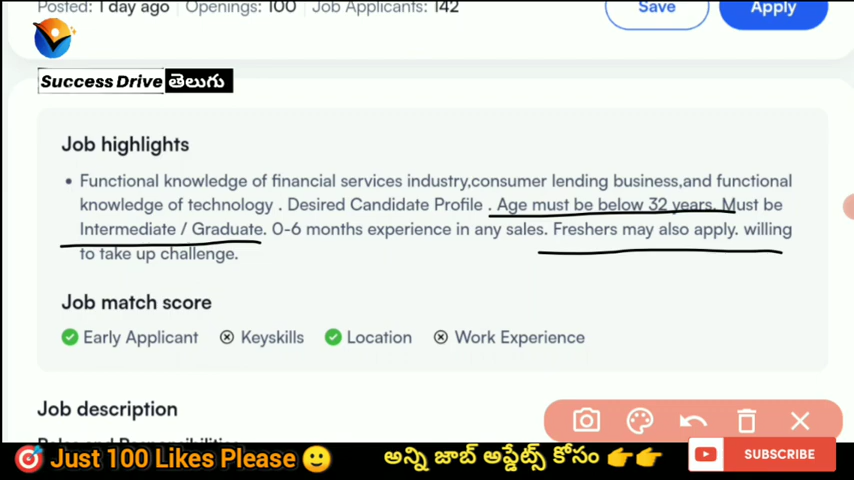 Posted: 1 day ago Openings: 100 Job Applicants: 142 Save Apply
Success Drive తెలుగు
Job highlights
• Functional knowledge of financial services industry,consumer lending business,and functional
knowledge of technology . Desired Candidate Profile . Age must be below 32 years. Must be
Intermediate / Graduate. 0-6 months experience in any sales. Freshers may also apply. willing
to take up challenge.
Job match score
Early Applicant Keyskills Location Work Experience
Job description
Roles and Responsibilities
Just 100 Likes Please అన్ని జాబ్ అప్డేట్స్ కోసం SUBSCRIBE